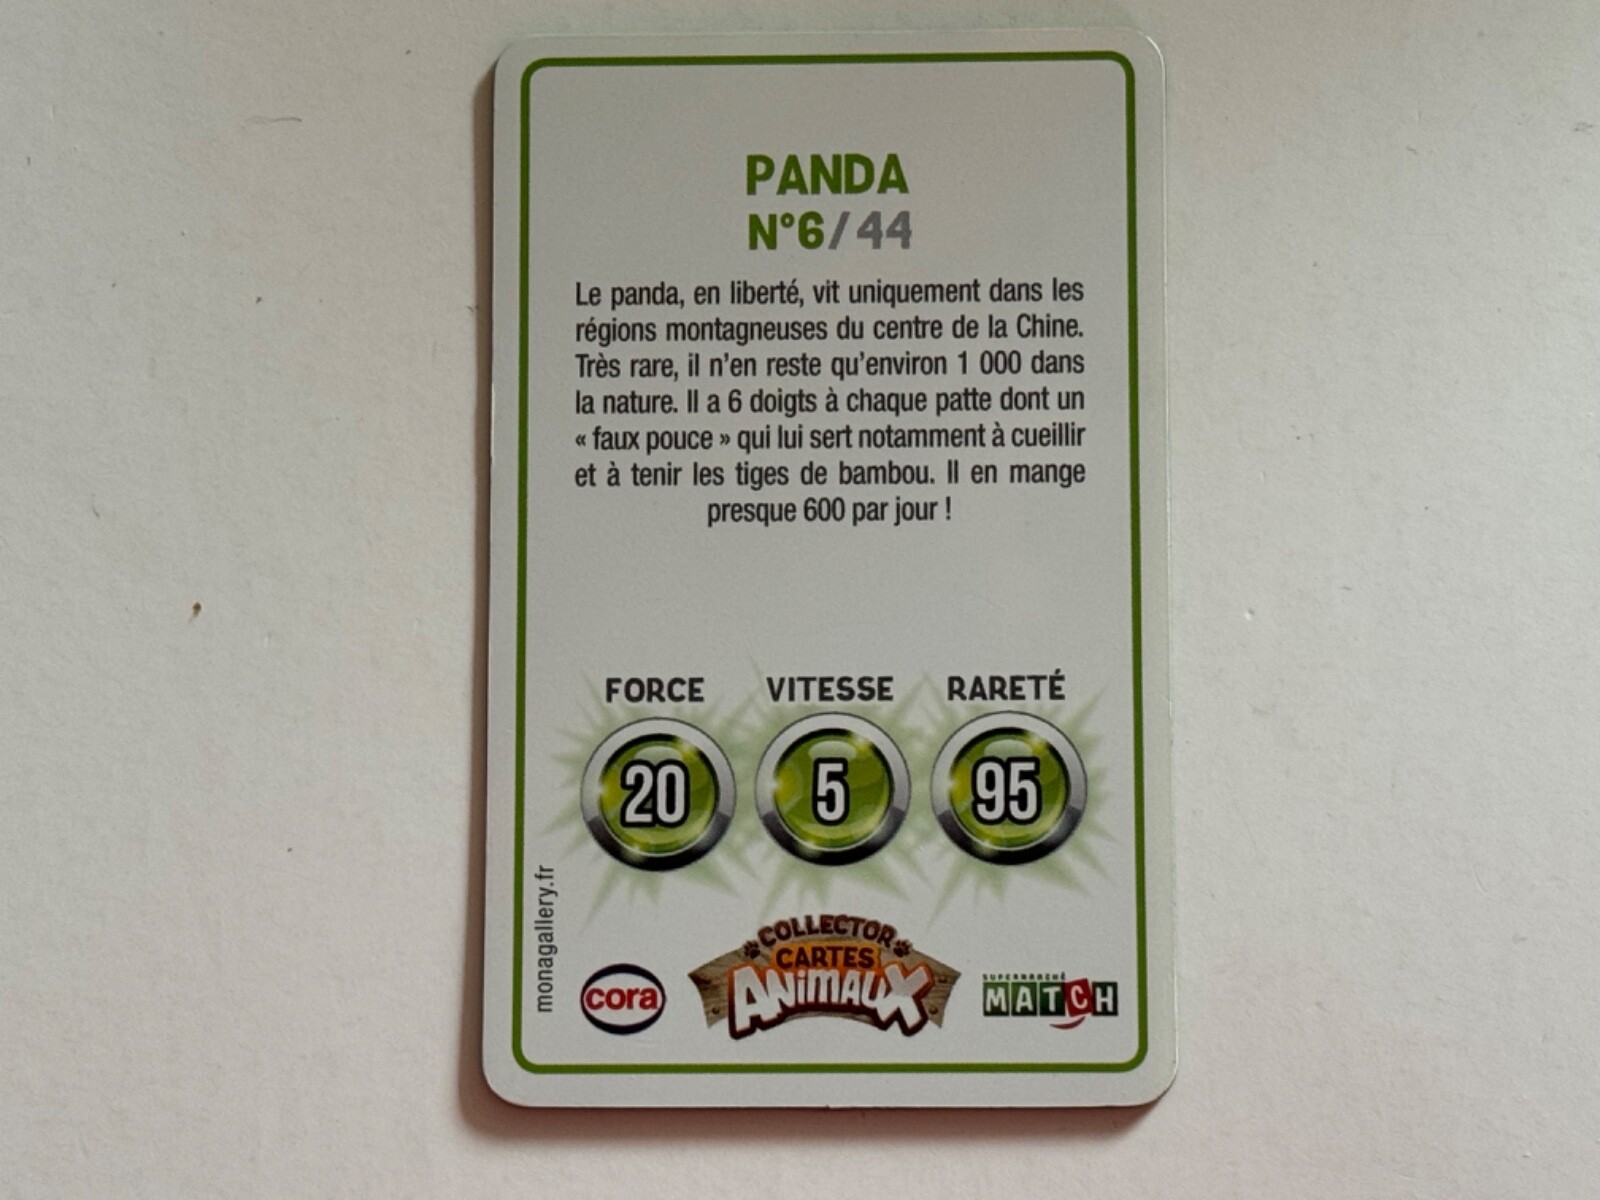 PANDA
N°6/44
Le panda, en liberté, vit uniquement dans les
régions montagneuses du centre de la Chine.
Très rare, il n'en reste qu'environ 1 000 dans
la nature. Il a 6 doigts à chaque patte dont un
« faux pouce » qui lui sert notamment à cueillir
et à tenir les tiges de bambou. Il en mange
presque 600 par jour !
FORCE VITESSE RARETÉ
20 5 95
monagallery.fr
cora
COLLECTOR
CARTES
ANIMAUX
SUPERMARCHÉ
MATCH